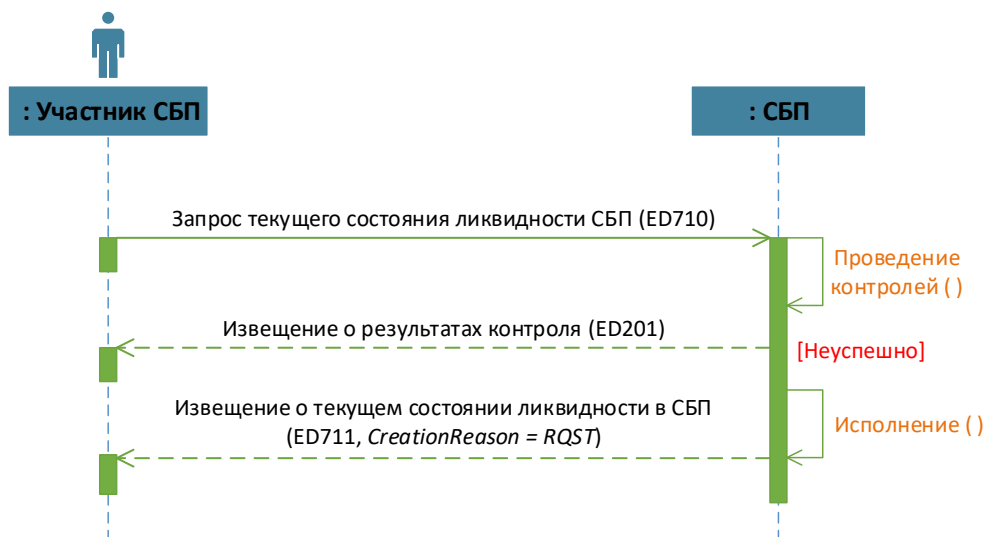 : Участник СБП
: СБП
Запрос текущего состояния ликвидности СБП (ED710)
Проведение
контролей ( )
Извещение о результатах контроля (ED201)
[Неуспешно]
Извещение о текущем состоянии ликвидности в СБП
(ED711, CreationReason = RQST)
Исполнение ( )